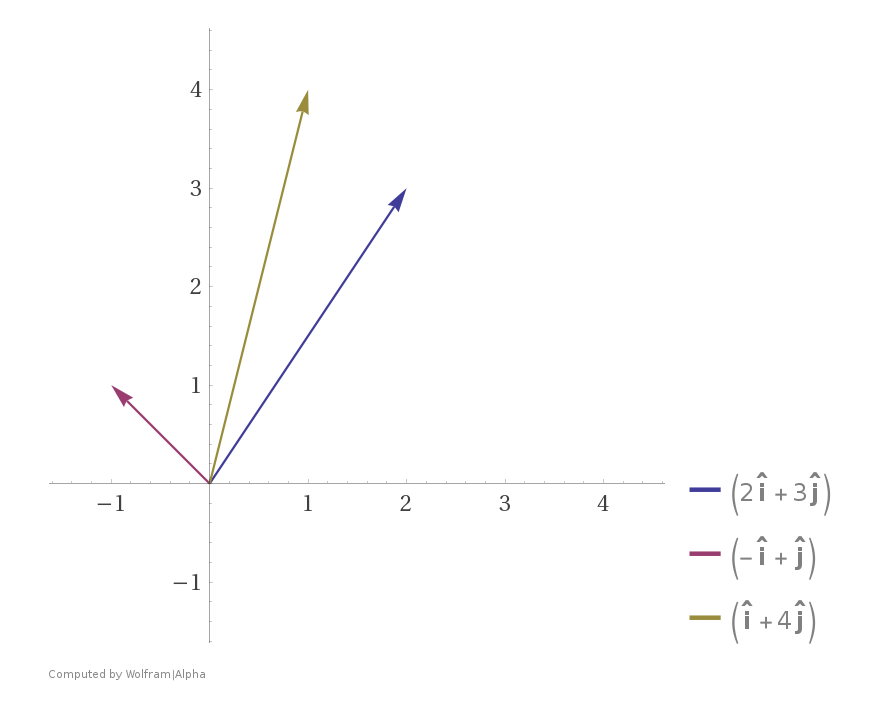 4
3
2
1
−1 1 2 3 4
−1
(2 î + 3 ĵ)
(− î + ĵ)
(î + 4 ĵ)
Computed by Wolfram|Alpha